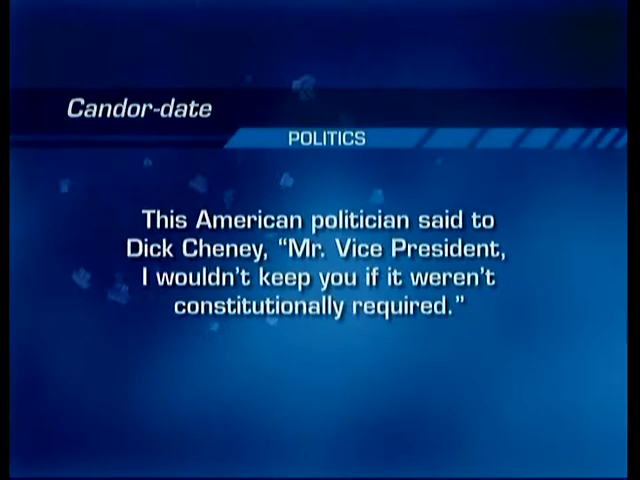 Candor-date
POLITICS
This American politician said to
Dick Cheney, “Mr. Vice President,
I wouldn’t keep you if it weren’t
constitutionally required.”